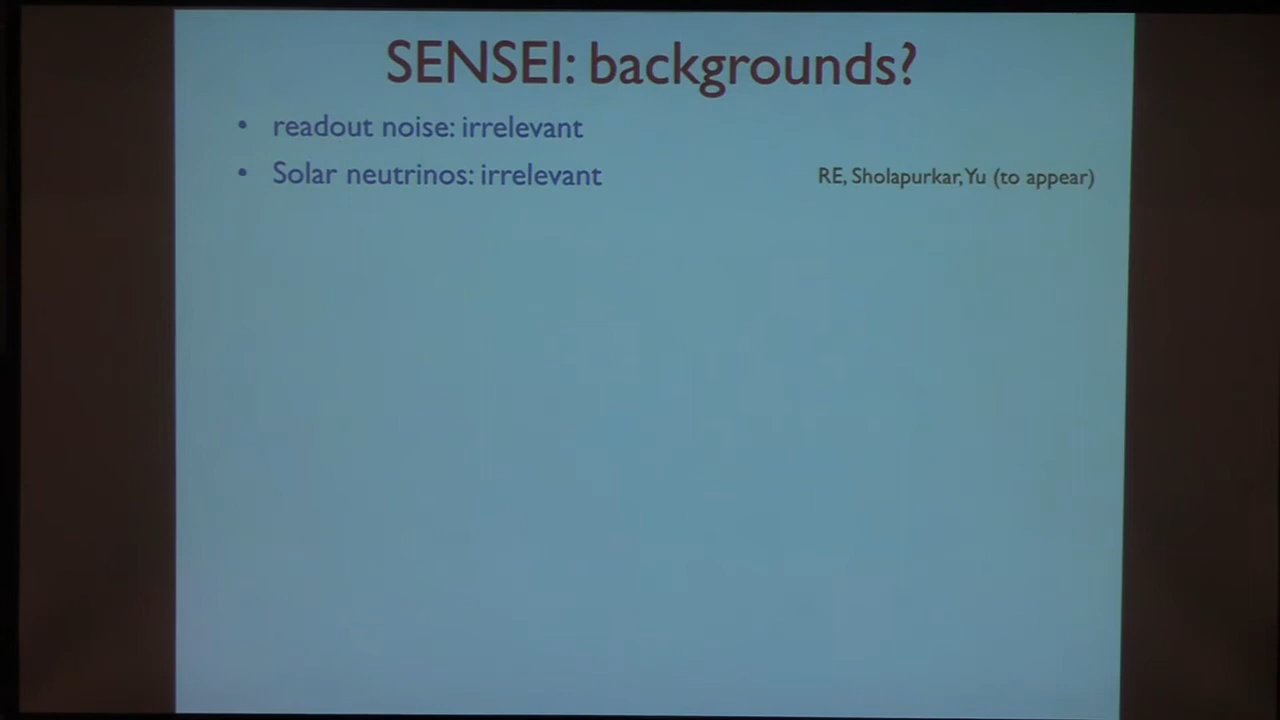 SENSEI: backgrounds?
• readout noise: irrelevant
• Solar neutrinos: irrelevant
RE, Sholapurkar, Yu (to appear)